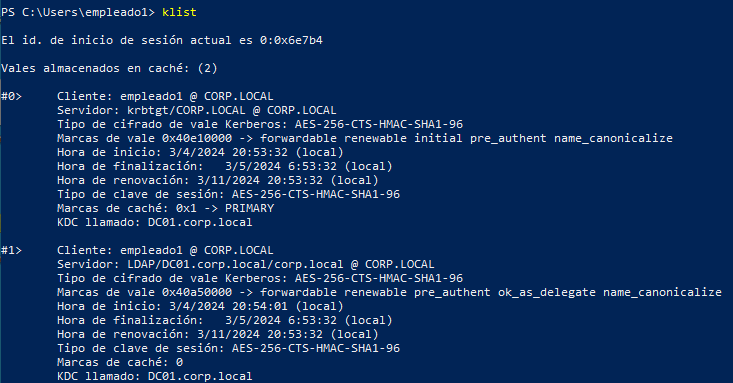 PS C:\Users\empleado1> klist
El id. de inicio de sesión actual es 0:0x6e7b4
Vales almacenados en caché: (2)
#0>     Cliente: empleado1 @ CORP.LOCAL
        Servidor: krbtgt/CORP.LOCAL @ CORP.LOCAL
        Tipo de cifrado de vale Kerberos: AES-256-CTS-HMAC-SHA1-96
        Marcas de vale 0x40e10000 -> forwardable renewable initial pre_authent name_canonicalize
        Hora de inicio: 3/4/2024 20:53:32 (local)
        Hora de finalización:   3/5/2024 6:53:32 (local)
        Hora de renovación: 3/11/2024 20:53:32 (local)
        Tipo de clave de sesión: AES-256-CTS-HMAC-SHA1-96
        Marcas de caché: 0x1 -> PRIMARY
        KDC llamado: DC01.corp.local
#1>     Cliente: empleado1 @ CORP.LOCAL
        Servidor: LDAP/DC01.corp.local/corp.local @ CORP.LOCAL
        Tipo de cifrado de vale Kerberos: AES-256-CTS-HMAC-SHA1-96
        Marcas de vale 0x40a50000 -> forwardable renewable pre_authent ok_as_delegate name_canonicalize
        Hora de inicio: 3/4/2024 20:54:01 (local)
        Hora de finalización:   3/5/2024 6:53:32 (local)
        Hora de renovación: 3/11/2024 20:53:32 (local)
        Tipo de clave de sesión: AES-256-CTS-HMAC-SHA1-96
        Marcas de caché: 0
        KDC llamado: DC01.corp.local